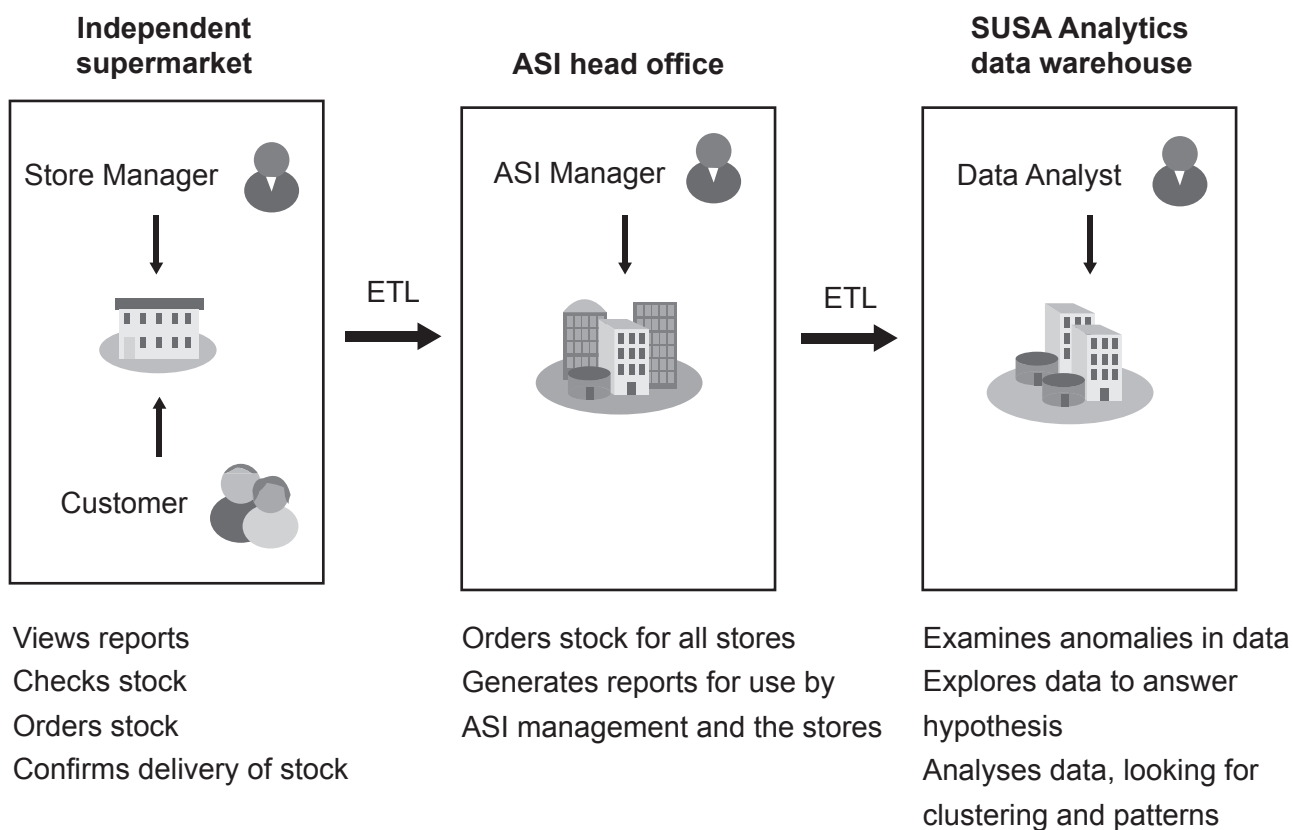 Independent
supermarket
Store Manager
Customer
Views reports
Checks stock
Orders stock
Confirms delivery of stock
ETL
ASI head office
ASI Manager
Orders stock for all stores
Generates reports for use by
ASI management and the stores
ETL
SUSA Analytics
data warehouse
Data Analyst
Examines anomalies in data
Explores data to answer
hypothesis
Analyses data, looking for
clustering and patterns